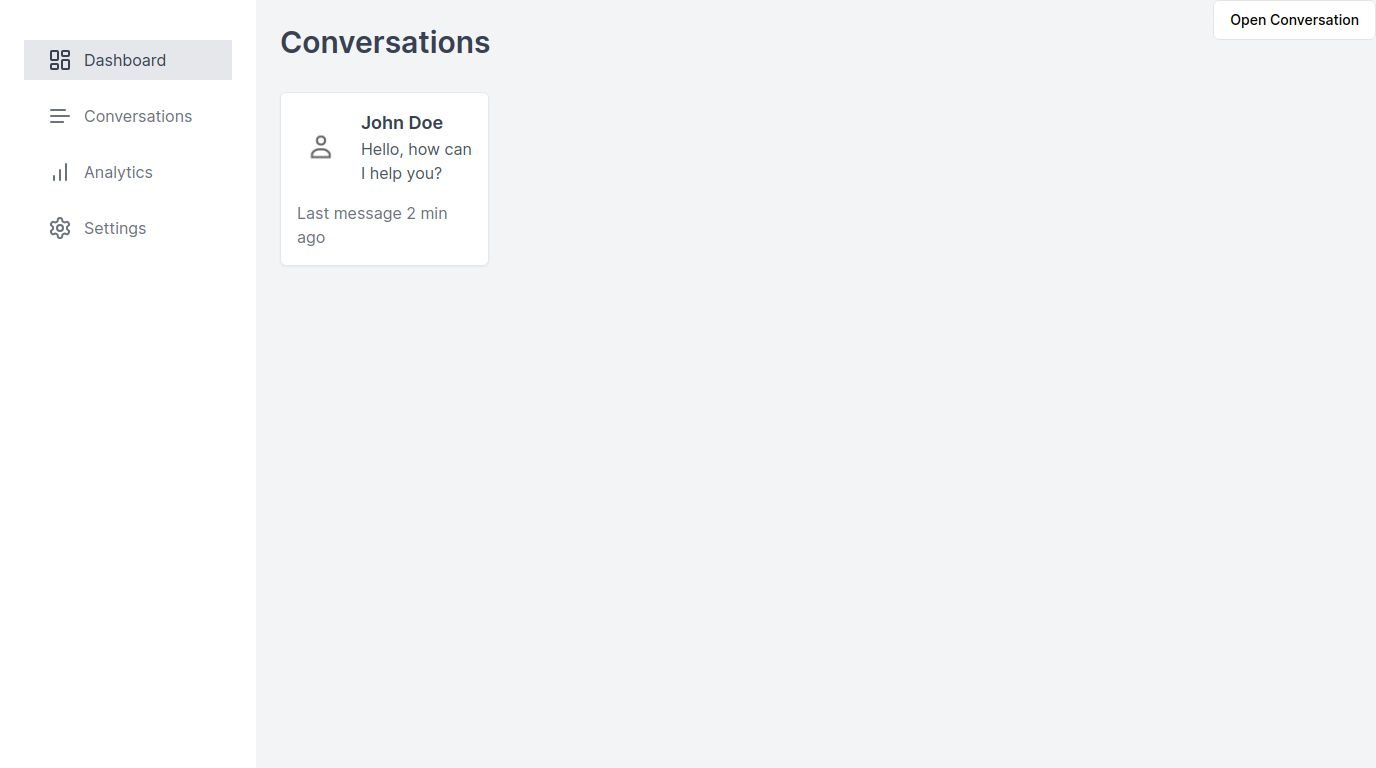 Dashboard
Conversations
Analytics
Settings
Conversations
Open Conversation
John Doe
Hello, how can
I help you?
Last message 2 min
ago